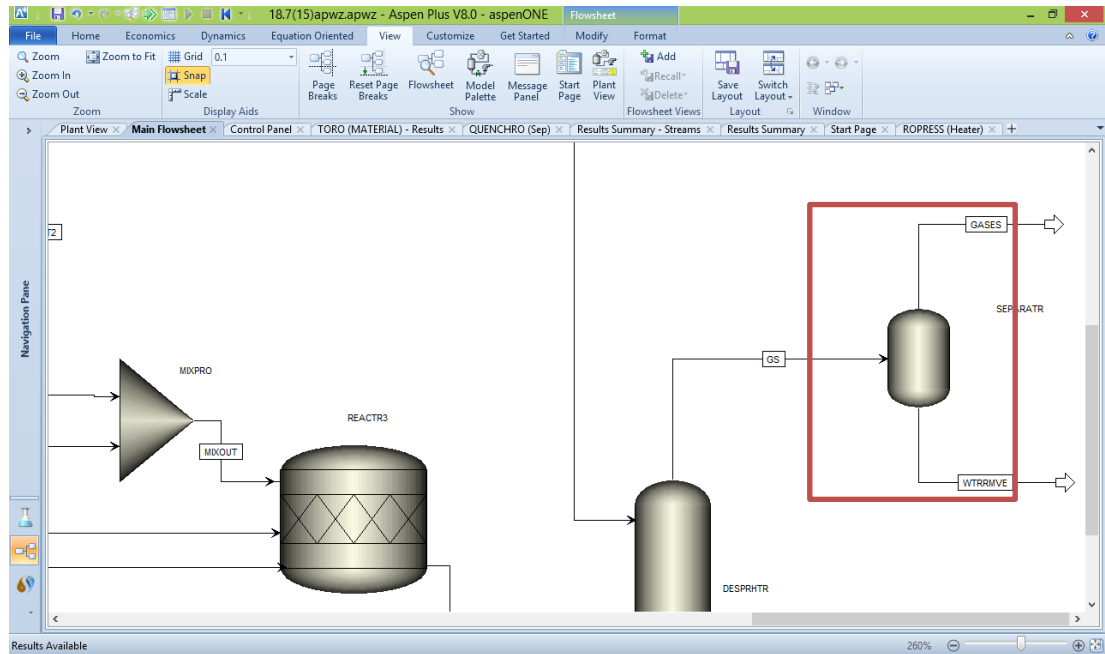 18.7(15)apwz.apwz - Aspen Plus V8.0 - aspenONE Flowsheet
File Home Economics Dynamics Equation Oriented View Customize Get Started Modify Format
Zoom Zoom to Fit Grid 0.1 Add
Zoom In Snap Recall
Zoom Out Scale Page Breaks Reset Page Breaks Flowsheet Model Palette Message Panel Start Page Plant View Delete Save Layout Switch Layout
Zoom Display Aids Show Flowsheet Views Layout Window
Plant View Main Flowsheet Control Panel TORO (MATERIAL) - Results QUENCHRO (Sep) Results Summary - Streams Results Summary Start Page ROPRESS (Heater)
GASES
T2
Navigation Pane
SEPARATR
GS
MIXPRO
REACTR3
MIXOUT
WTRRMVE
DESPRHTR
Results Available 260%